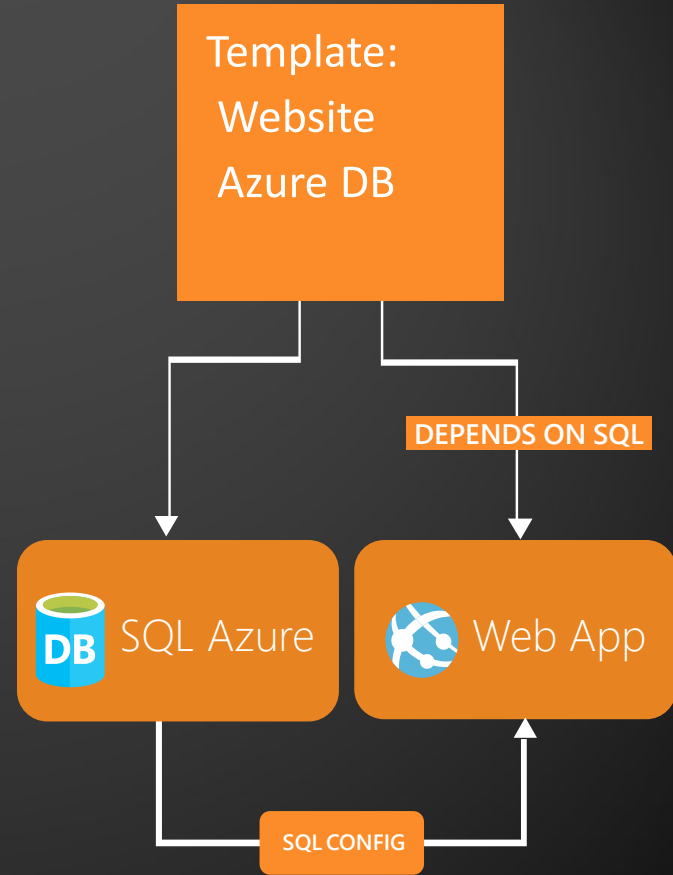 Template:
Website
Azure DB
DEPENDS ON SQL
DB
SQL Azure
Web App
SQL CONFIG